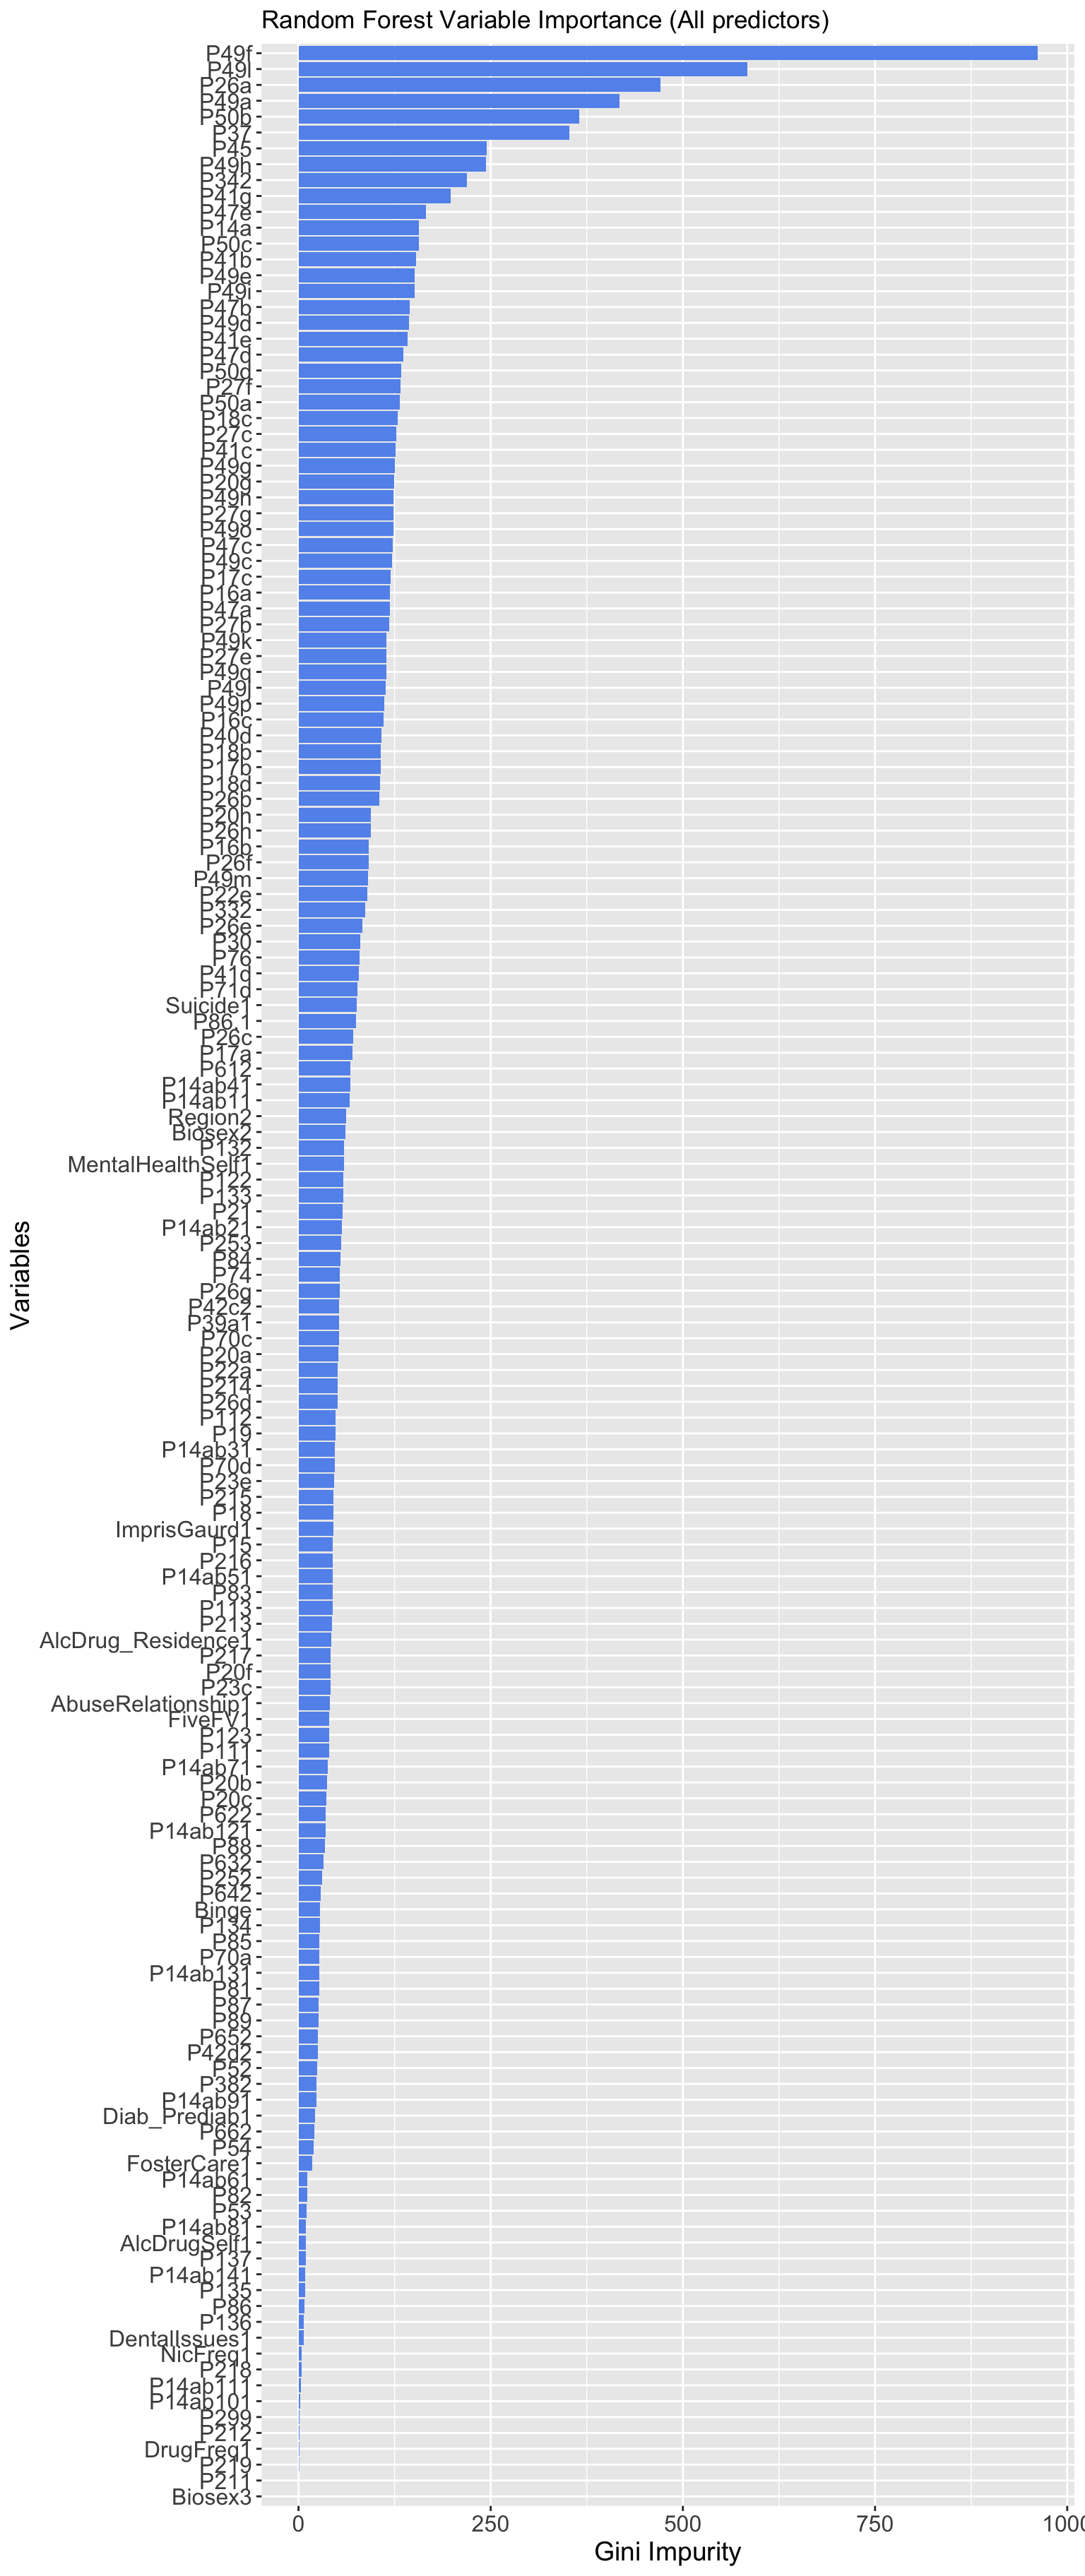 Random Forest Variable Importance (All predictors)
P49f
P49l
P26a
P49a
P50b
P37
P45
P49h
P342
P41g
P47e
P14a
P50c
P41b
P49e
P49i
P47b
P49d
P41e
P47d
P50d
P27f
P50a
P18c
P27c
P41c
P49g
P20g
P49n
P27g
P49o
P47c
P49c
P17c
P16a
P47a
P27b
P49k
P27e
P49q
P49j
P49p
P16c
P40d
P18b
P17b
P18d
P26b
P20h
P26h
P16b
P26f
P49m
P22e
P332
P26e
P30
P76
P41d
P71d
Suicide1
P86.1
P26c
P17a
P612
P14ab41
P14ab11
Region2
Biosex2
P132
MentalHealthSelf1
P122
P133
P21
P14ab21
P253
P84
P74
P26g
P42c2
P39a1
P70c
P20a
P22a
P214
P26d
P112
P19
P14ab31
P70d
P23e
P215
P18
ImprisGaurd1
P15
P216
P14ab51
P83
P113
P213
AlcDrug_Residence1
P217
P20f
P23c
AbuseRelationship1
FiveFV1
P123
P111
P14ab71
P20b
P20c
P622
P14ab121
P88
P632
P252
P642
Binge
P134
P85
P70a
P14ab131
P81
P87
P89
P652
P42d2
P52
P382
P14ab91
Diab_Prediab1
P662
P54
FosterCare1
P14ab61
P82
P53
P14ab81
AlcDrugSelf1
P137
P14ab141
P135
P86
P136
DentalIssues1
NicFreq1
P218
P14ab111
P14ab101
P299
P212
DrugFreq1
P219
P211
Biosex3
Variables
0 250 500 750 1000
Gini Impurity